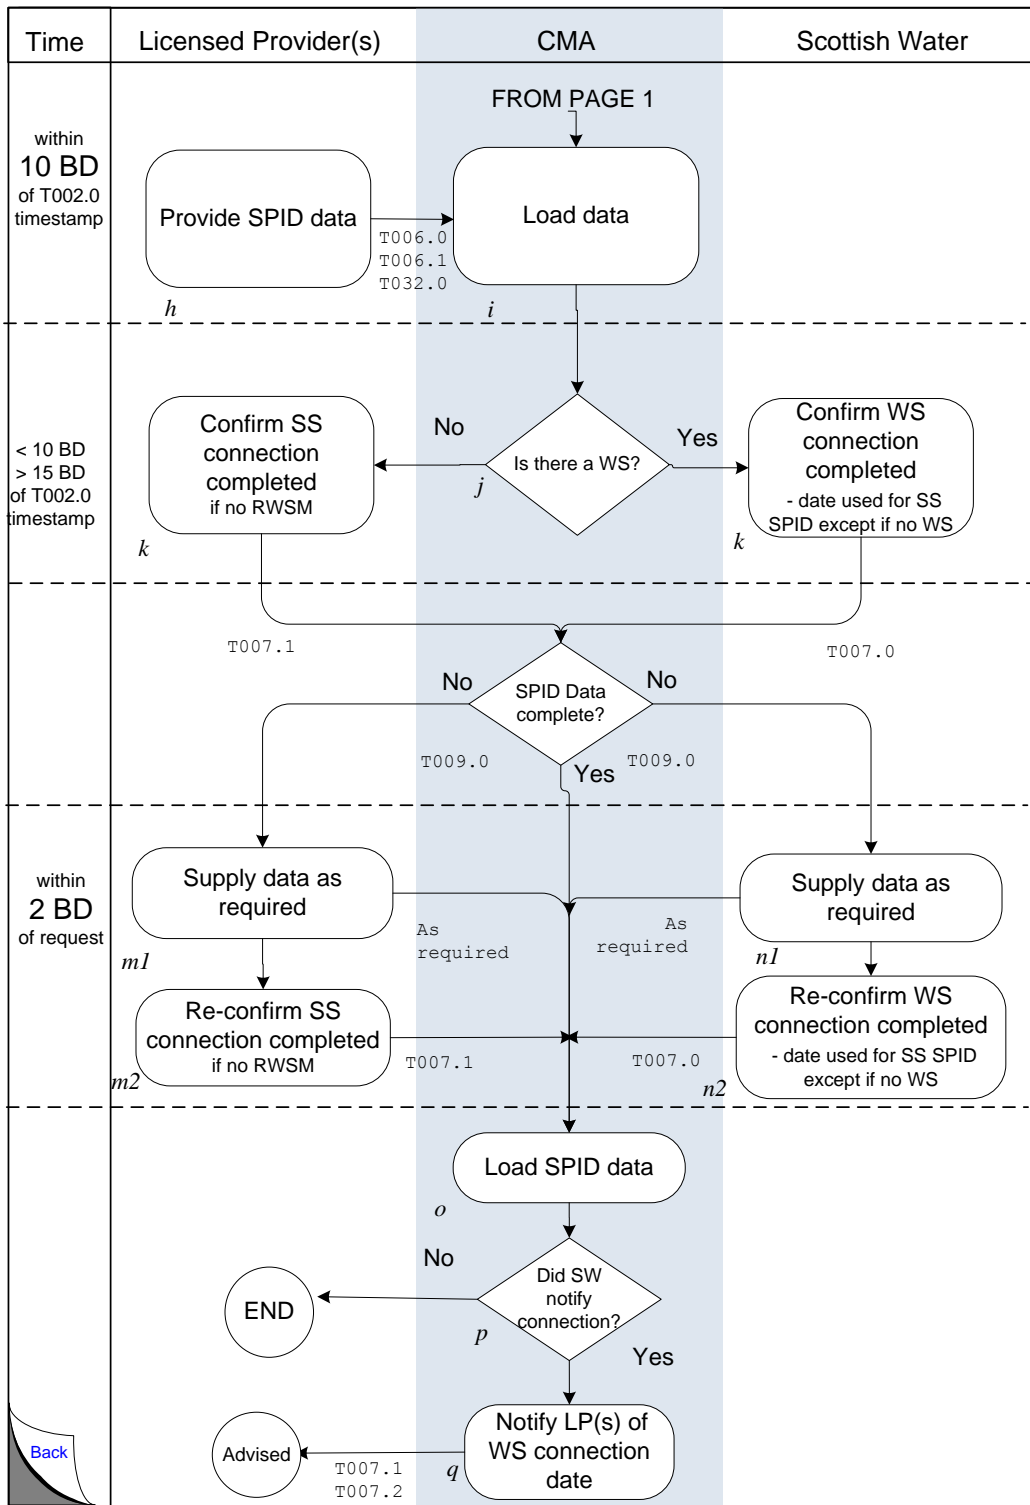 Time
Licensed Provider(s)
CMA
Scottish Water
FROM PAGE 1
within
10 BD
of T002.0
timestamp
Provide SPID data
Load data
T006.0
T006.1
T032.0
h
i
< 10 BD
> 15 BD
of T002.0
timestamp
Confirm SS
connection
completed
if no RWSM
k
No
Is there a WS?
j
Yes
Confirm WS
connection
completed
- date used for SS
SPID except if no WS
k
T007.1
T007.0
No
SPID Data
complete?
No
T009.0
T009.0
Yes
within
2 BD
of request
Supply data as
required
m1
As
required
As
required
Supply data as
required
n1
Re-confirm SS
connection completed
if no RWSM
m2
T007.1
T007.0
Re-confirm WS
connection completed
- date used for SS SPID
except if no WS
n2
Load SPID data
o
No
Did SW
notify
connection?
p
END
Yes
Notify LP(s) of
WS connection
date
q
Advised
T007.1
T007.2
Back